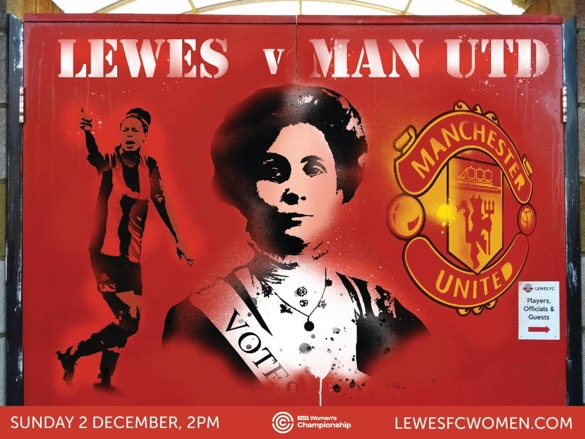 LEWES v MAN UTD
MANCHESTER
UNITED
VOTE
LEWES FC
Players,
Officials &
Guests
SUNDAY 2 DECEMBER, 2PM
Women's
Championship
LEWESFCWOMEN.COM